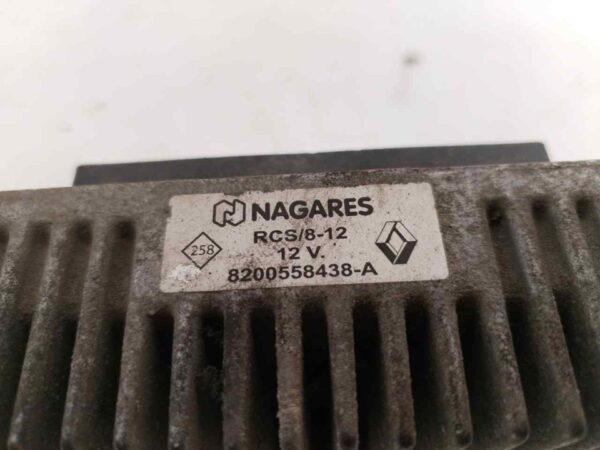 NAGARES
RCS/8-12
258
12 V.
8200558438-A